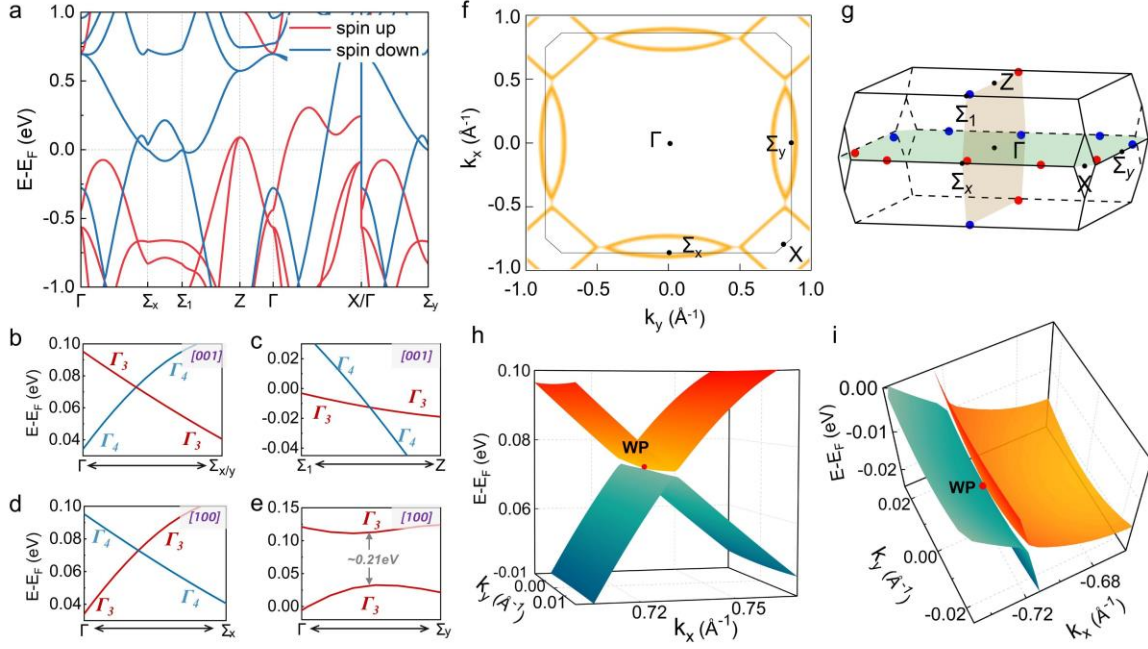 a
spin up
spin down
E-E_F (eV)
1.0
0.5
0.0
-0.5
-1.0
Γ Σ_x Σ_1 Z Γ X/Γ Σ_y
f
k_x (Å⁻¹)
1.0
0.5
0.0
-0.5
-1.0
Γ
Σ_y
Σ_x
X
-1.0 -0.5 0.0 0.5 1.0
k_y (Å⁻¹)
g
Z
Σ_1
Γ
Σ_y
Σ_x
X
b
[001]
E-E_F (eV)
0.10
0.08
0.06
0.04
Γ_3
Γ_4
Γ_4
Γ_3
Γ Σ_x/y
c
[001]
0.02
0.00
-0.02
-0.04
Γ_4
Γ_3
Γ_3
Γ_4
Σ_1 Z
d
[100]
E-E_F (eV)
0.10
0.08
0.06
0.04
Γ_4
Γ_3
Γ_3
Γ_4
Γ Σ_x
e
[100]
0.15
0.10
0.05
0.00
Γ_3
~0.21eV
Γ_3
Γ Σ_y
h
E-E_F (eV)
0.10
0.08
0.06
WP
-0.01
0.00
0.01
k_y (Å⁻¹)
0.72 0.75
k_x (Å⁻¹)
i
E-E_F (eV)
0.00
-0.01
-0.02
WP
0.02
0.00
-0.02
k_y (Å⁻¹)
-0.72
-0.68
k_x (Å⁻¹)